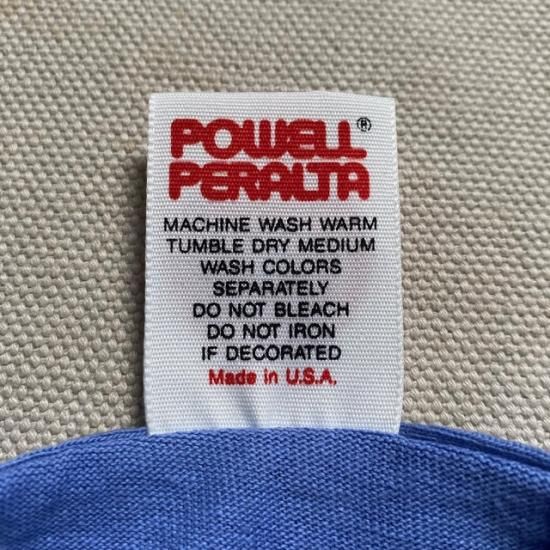 POWELL®
PERALTA
MACHINE WASH WARM
TUMBLE DRY MEDIUM
WASH COLORS
SEPARATELY
DO NOT BLEACH
DO NOT IRON
IF DECORATED
Made in U.S.A.